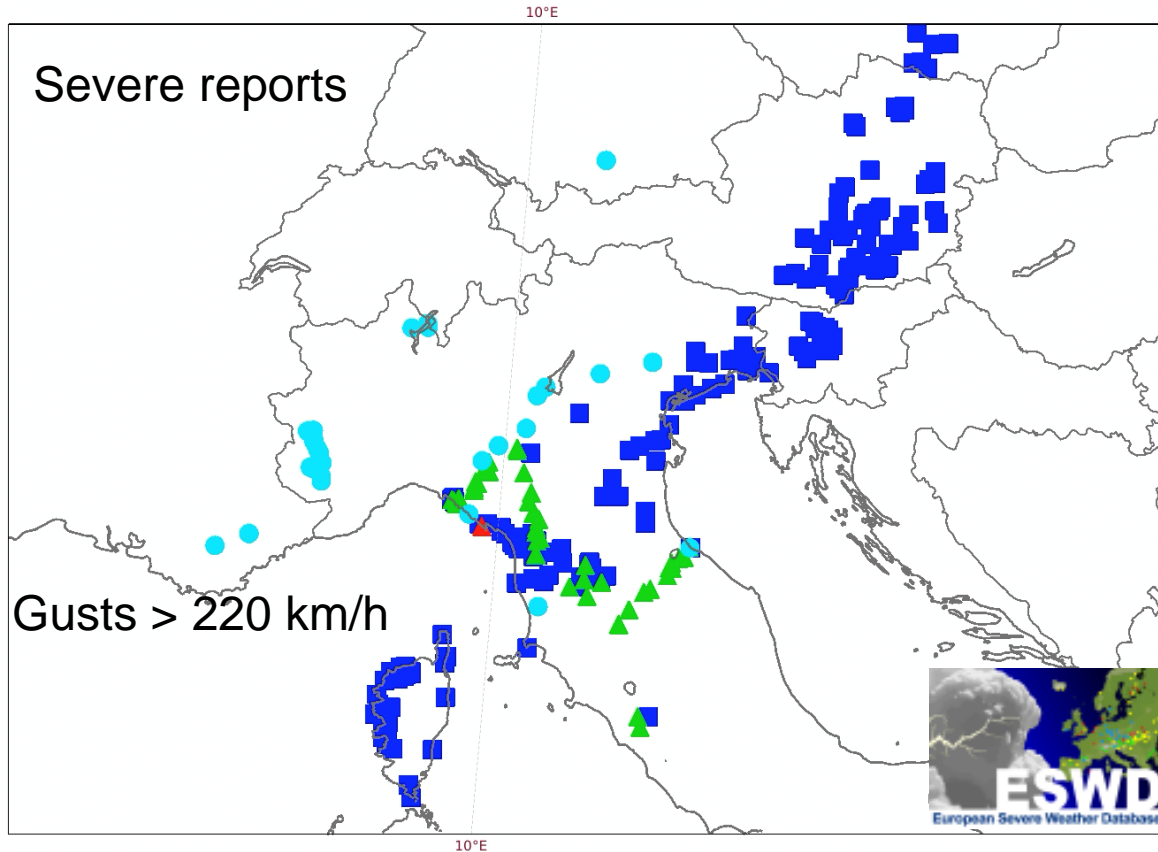 10°E
Severe reports
Gusts > 220 km/h
ESWD
European Severe Weather Database
10°E